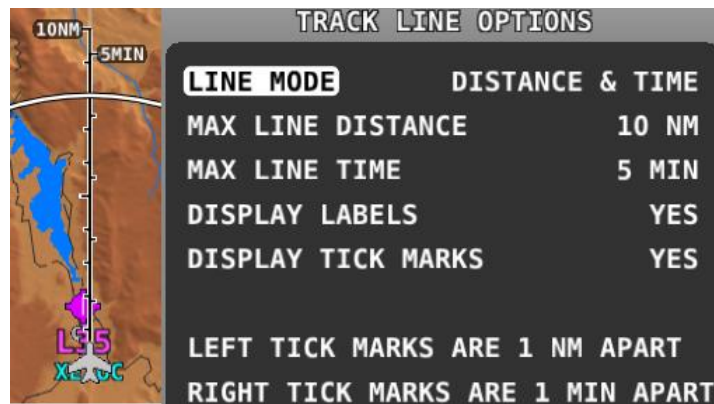 10NM
5MIN
L35
TRACK LINE OPTIONS
LINE MODE DISTANCE & TIME
MAX LINE DISTANCE 10 NM
MAX LINE TIME 5 MIN
DISPLAY LABELS YES
DISPLAY TICK MARKS YES
LEFT TICK MARKS ARE 1 NM APART
RIGHT TICK MARKS ARE 1 MIN APART